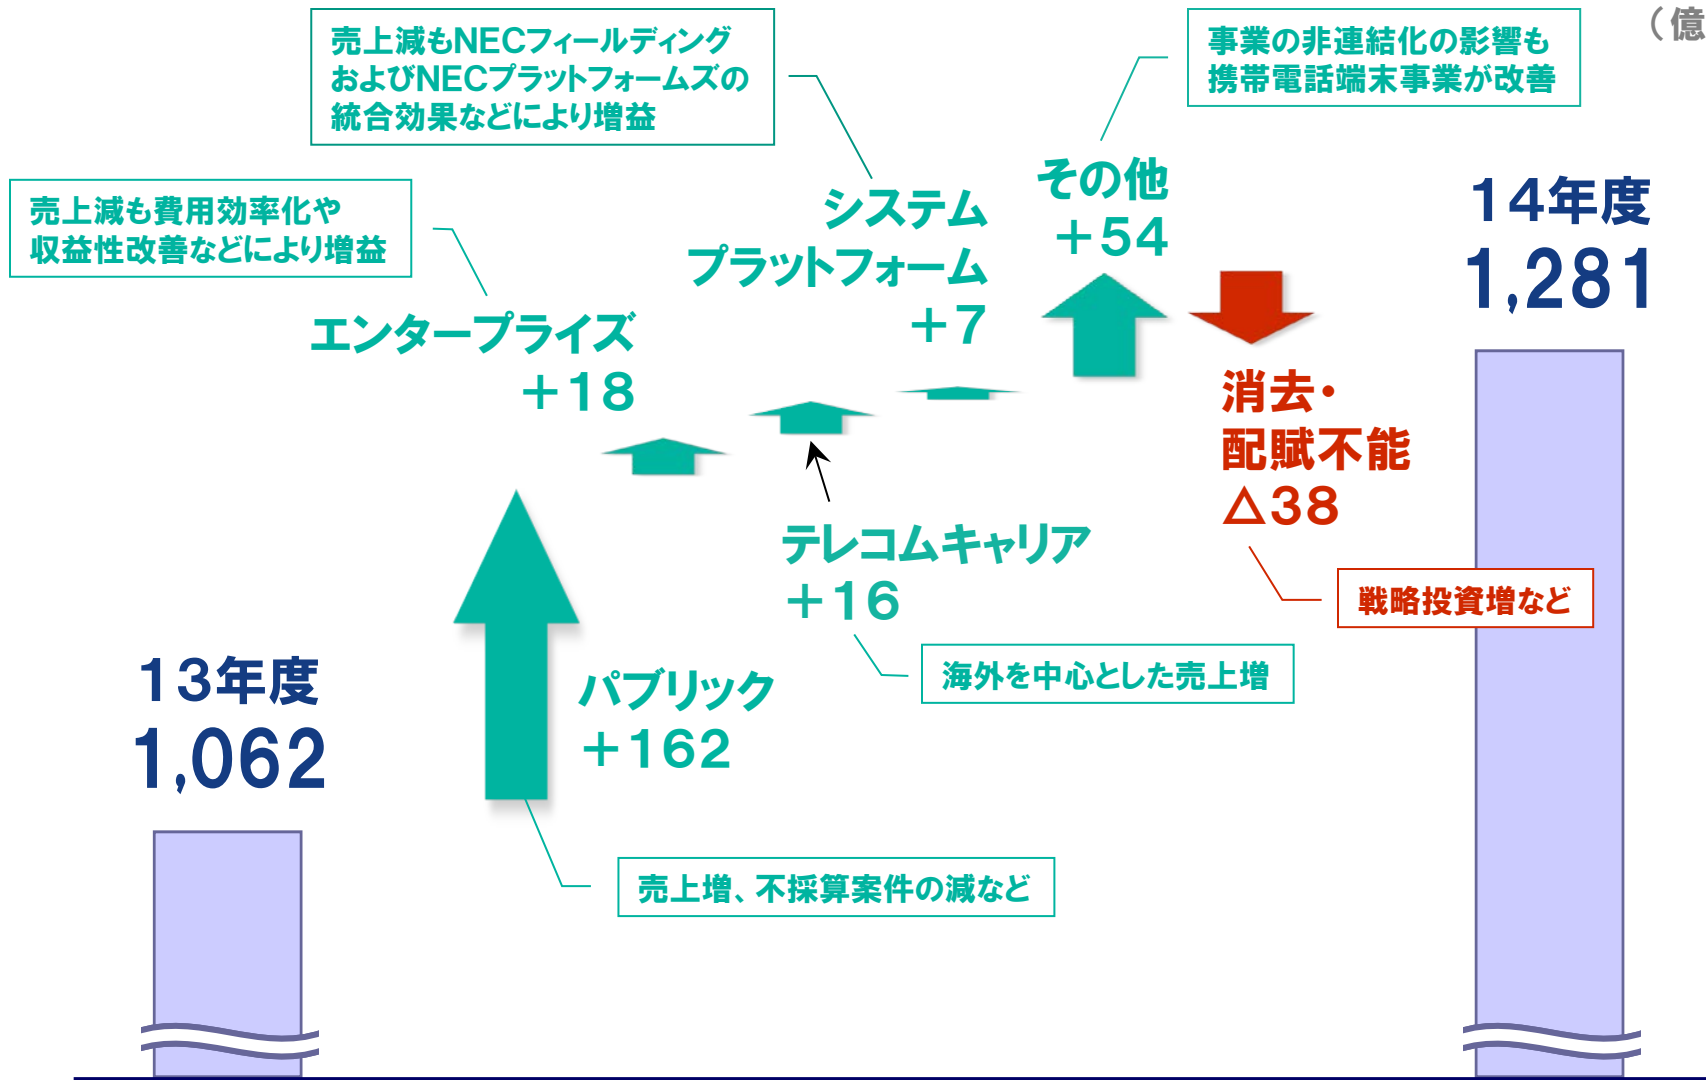 （億
売上減もNECフィールディング
およびNECプラットフォームズの
統合効果などにより増益
事業の非連結化の影響も
携帯電話端末事業が改善
売上減も費用効率化や
収益性改善などにより増益
システム
プラットフォーム
+7
その他
+54
14年度
1,281
エンタープライズ
+18
消去・
配賦不能
△38
テレコムキャリア
+16
戦略投資増など
海外を中心とした売上増
13年度
1,062
パブリック
+162
売上増、不採算案件の減など